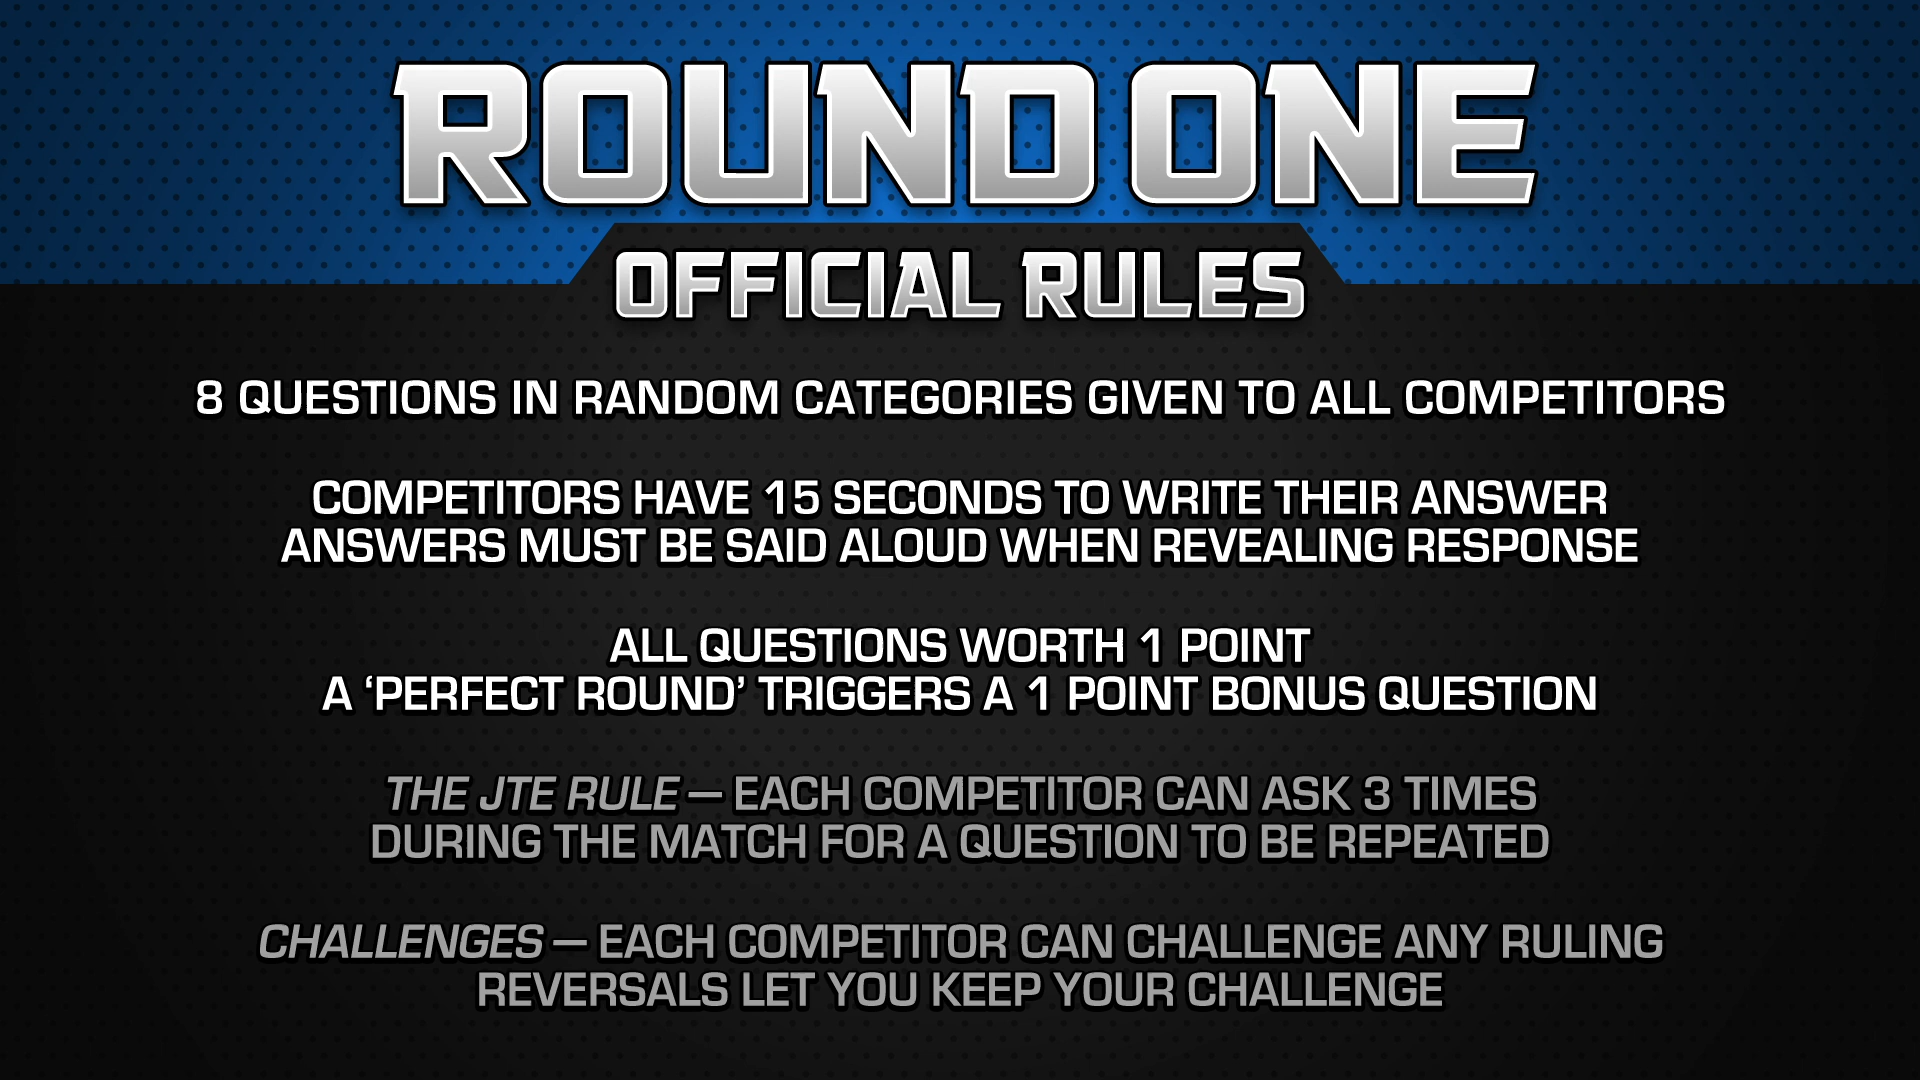 ROUND ONE
OFFICIAL RULES
8 QUESTIONS IN RANDOM CATEGORIES GIVEN TO ALL COMPETITORS
COMPETITORS HAVE 15 SECONDS TO WRITE THEIR ANSWER
ANSWERS MUST BE SAID ALOUD WHEN REVEALING RESPONSE
ALL QUESTIONS WORTH 1 POINT
A ‘PERFECT ROUND’ TRIGGERS A 1 POINT BONUS QUESTION
THE JTE RULE — EACH COMPETITOR CAN ASK 3 TIMES
DURING THE MATCH FOR A QUESTION TO BE REPEATED
CHALLENGES — EACH COMPETITOR CAN CHALLENGE ANY RULING
REVERSALS LET YOU KEEP YOUR CHALLENGE